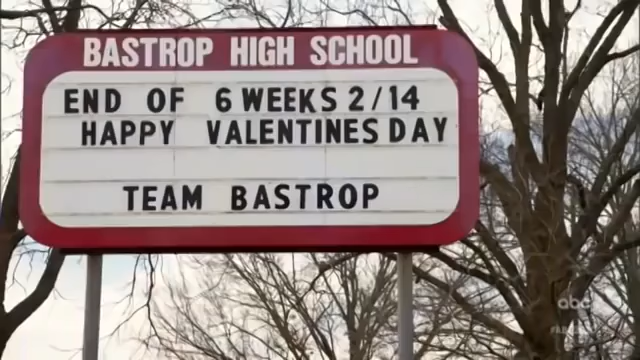 BASTROP HIGH SCHOOL
END OF 6 WEEKS 2/14
HAPPY VALENTINES DAY
TEAM BASTROP
abc